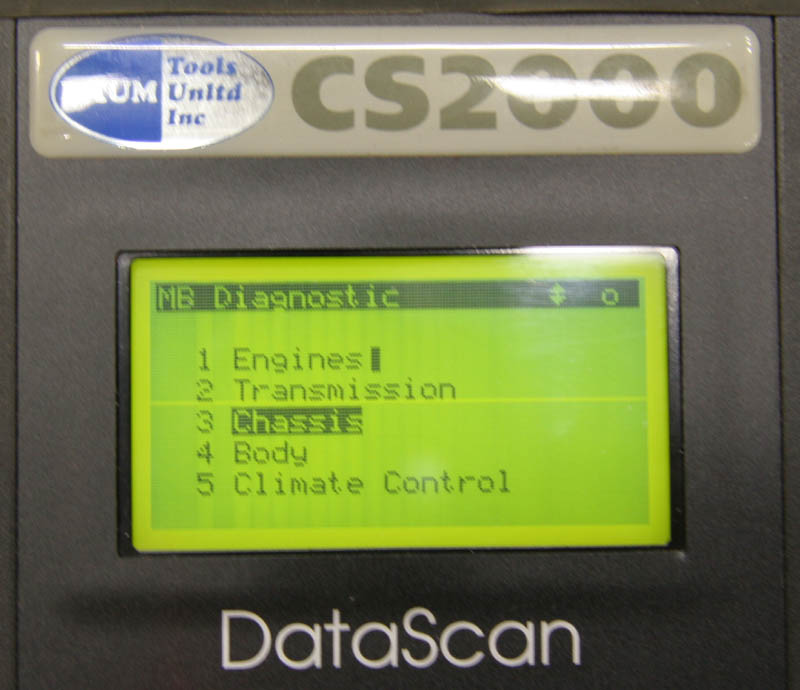 Tools
Unltd
Inc
CS2000
MB Diagnostic
1 Engines
2 Transmission
3 Chassis
4 Body
5 Climate Control
DataScan